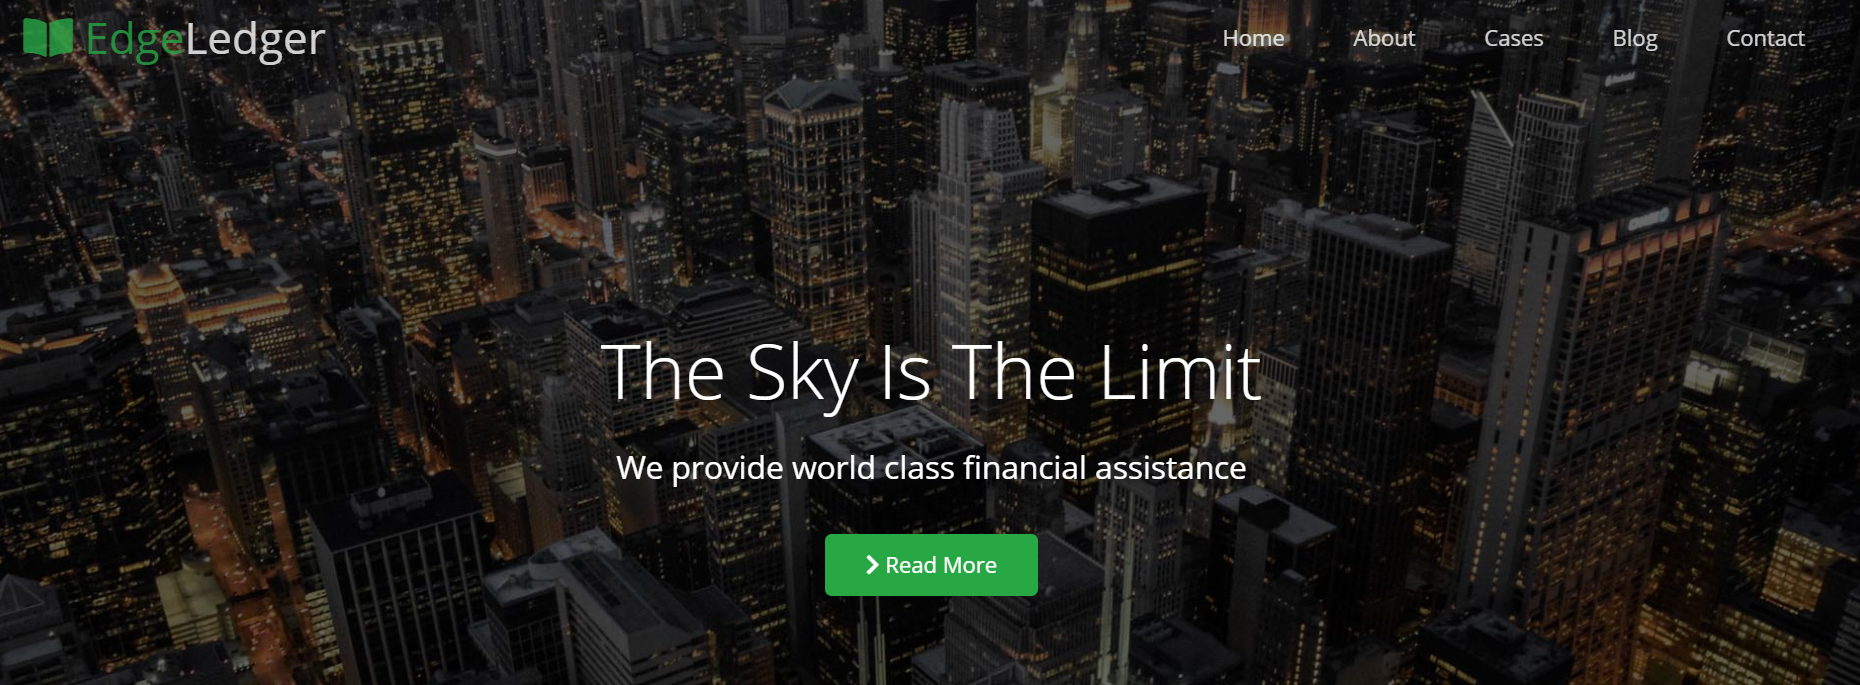 EdgeLedger
Home About Cases Blog Contact
The Sky Is The Limit
We provide world class financial assistance
Read More